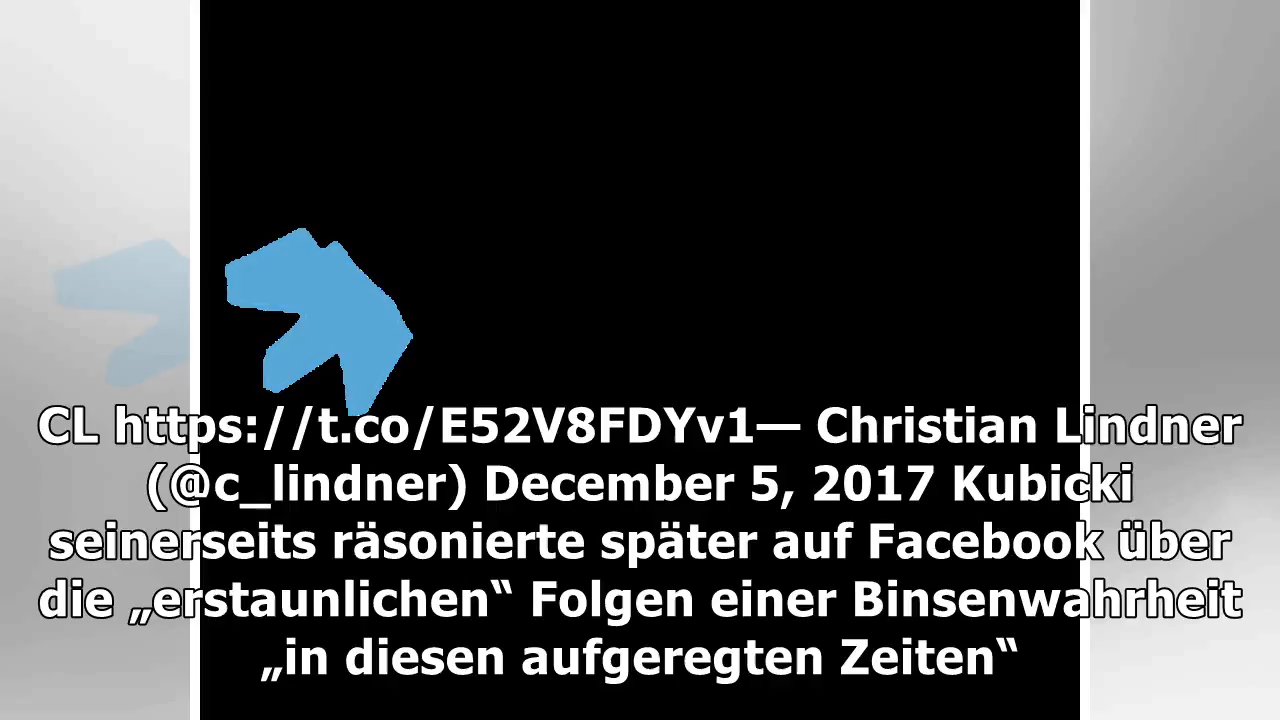 CL https://t.co/E52V8FDYv1— Christian Lindner
(@c_lindner) December 5, 2017 Kubicki
seinerseits räsonierte später auf Facebook über
die „erstaunlichen“ Folgen einer Binsenwahrheit
„in diesen aufgeregten Zeiten“